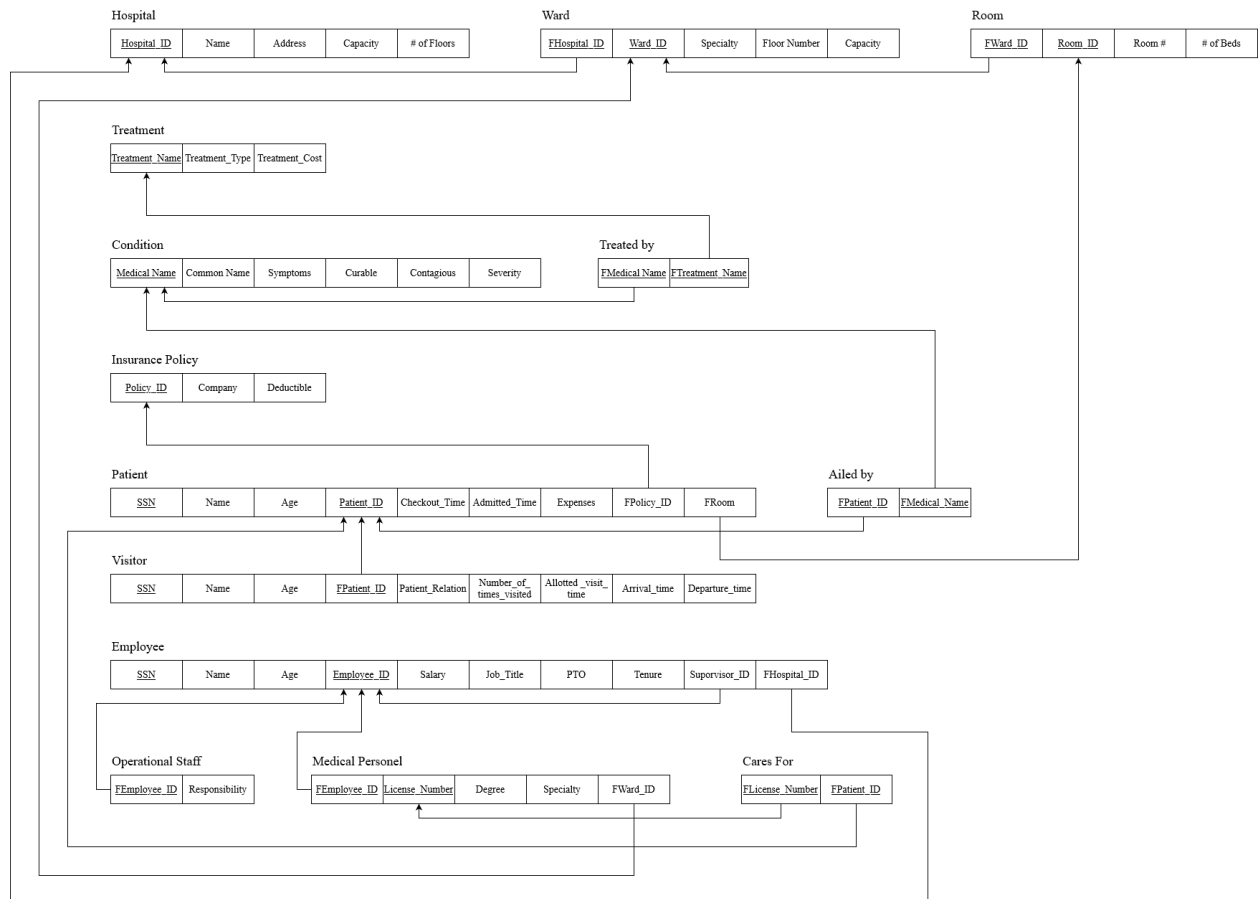 Hospital Ward Room
Hospital_ID Name Address Capacity # of Floors FHospital_ID Ward_ID Specialty Floor Number Capacity FWard_ID Room_ID Room # # of Beds
Treatment
Treatment_Name Treatment_Type Treatment_Cost
Condition Treated by
Medical Name Common Name Symptoms Curable Contagious Severity FMedical Name FTreatment_Name
Insurance Policy
Policy_ID Company Deductible
Patient Ailed by
SSN Name Age Patient_ID Checkout_Time Admitted_Time Expenses FPolicy_ID FRoom FPatient_ID FMedical_Name
Visitor
SSN Name Age FPatient_ID Patient_Relation Number_of_ times_visited Allotted _visit_ time Arrival_time Departure_time
Employee
SSN Name Age Employee_ID Salary Job_Title PTO Tenure Suporvisor_ID FHospital_ID
Operational Staff Medical Personel Cares For
FEmployee_ID Responsibility FEmployee_ID License_Number Degree Specialty FWard_ID FLicense_Number FPatient_ID